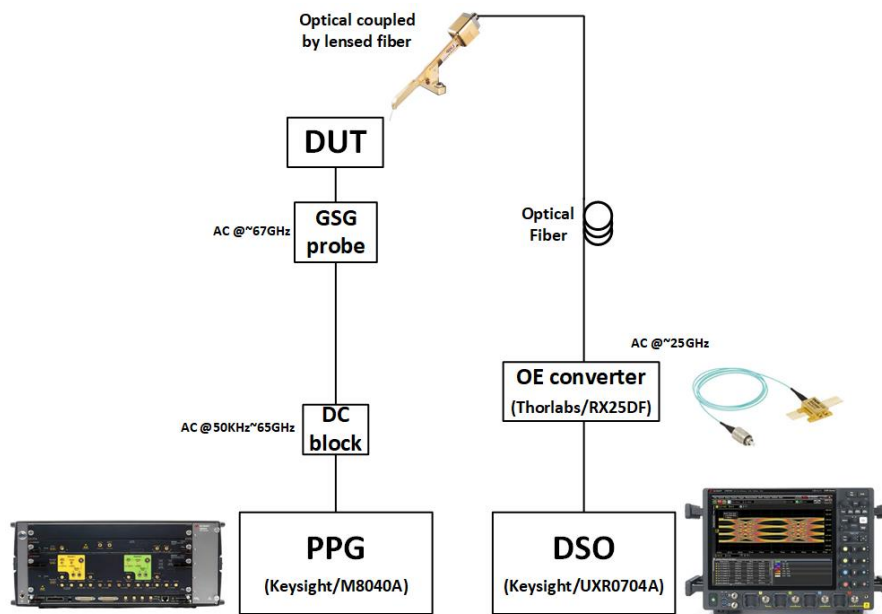 Optical coupled
by lensed fiber
DUT
GSG
probe
AC @~67GHz
Optical
Fiber
AC @~25GHz
OE converter
(Thorlabs/RX25DF)
DC
block
AC @50KHz~65GHz
PPG
(Keysight/M8040A)
DSO
(Keysight/UXR0704A)